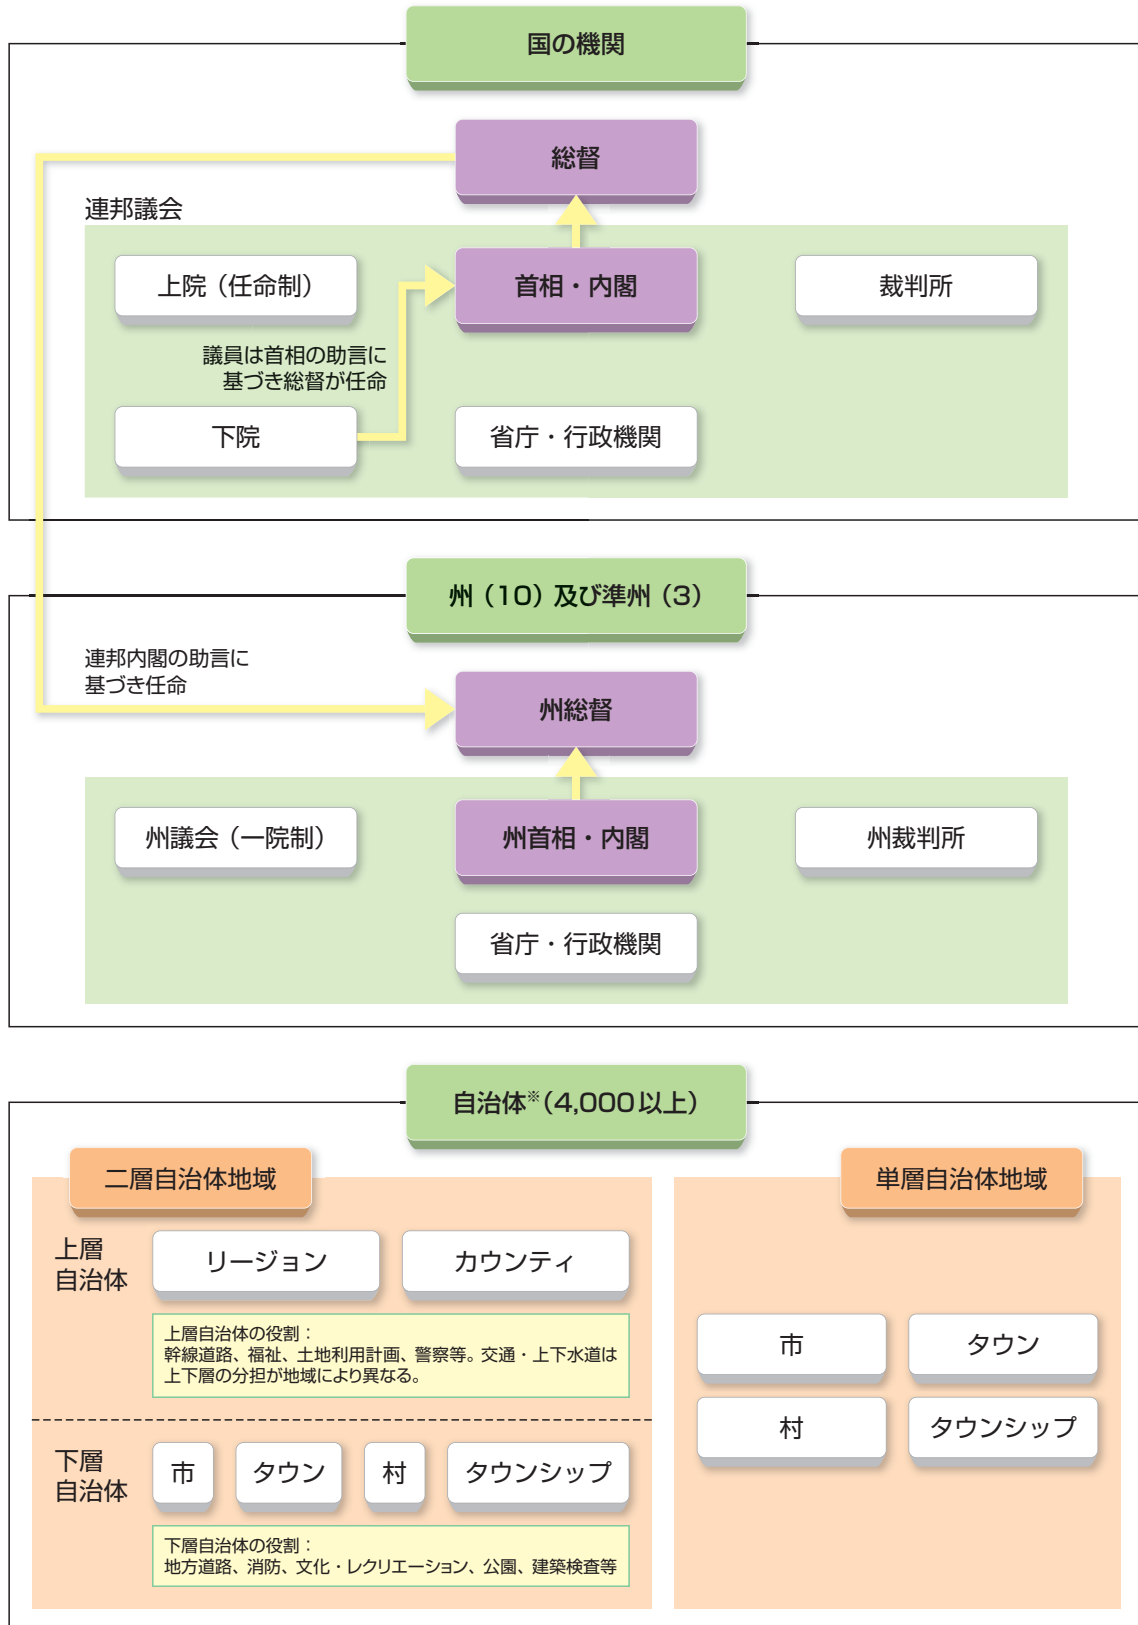 国の機関
総督
連邦議会
上院（任命制）
首相・内閣
裁判所
議員は首相の助言に
基づき総督が任命
下院
省庁・行政機関
州（10）及び準州（3）
連邦内閣の助言に
基づき任命
州総督
州議会（一院制）
州首相・内閣
州裁判所
省庁・行政機関
自治体※（4,000以上）
二層自治体地域
単層自治体地域
上層
自治体
リージョン
カウンティ
上層自治体の役割：
幹線道路、福祉、土地利用計画、警察等。交通・上下水道は
上下層の分担が地域により異なる。
市
タウン
村
タウンシップ
下層
自治体
市
タウン
村
タウンシップ
下層自治体の役割：
地方道路、消防、文化・レクリエーション、公園、建築検査等